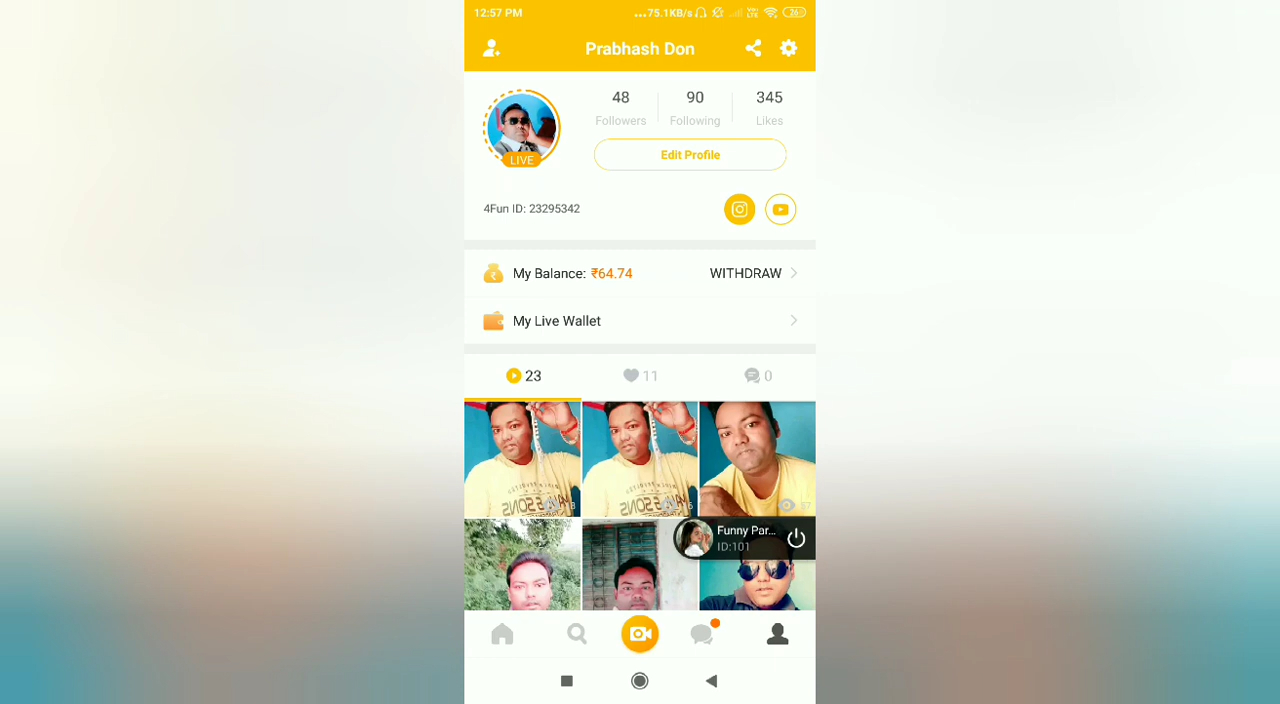 12:57 PM
...75.1KB/s
26
Prabhash Don
48
90
345
Followers
Following
Likes
LIVE
Edit Profile
4Fun ID: 23295342
My Balance: ₹64.74
WITHDRAW
My Live Wallet
23
11
0
Funny Par...
ID:101